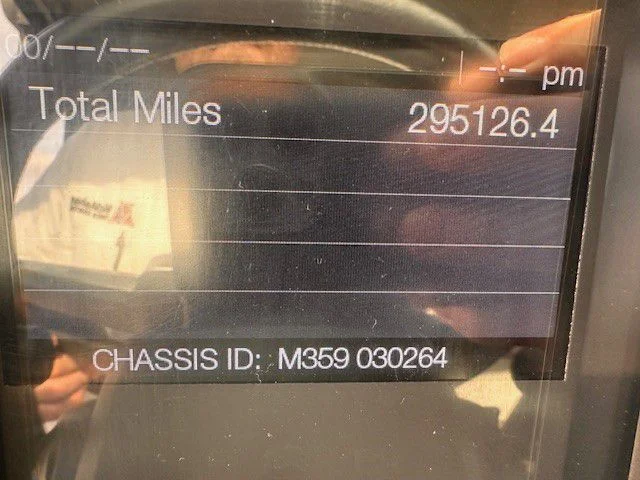 00/--/--
--:-- pm
Total Miles 295126.4
CHASSIS ID: M359 030264